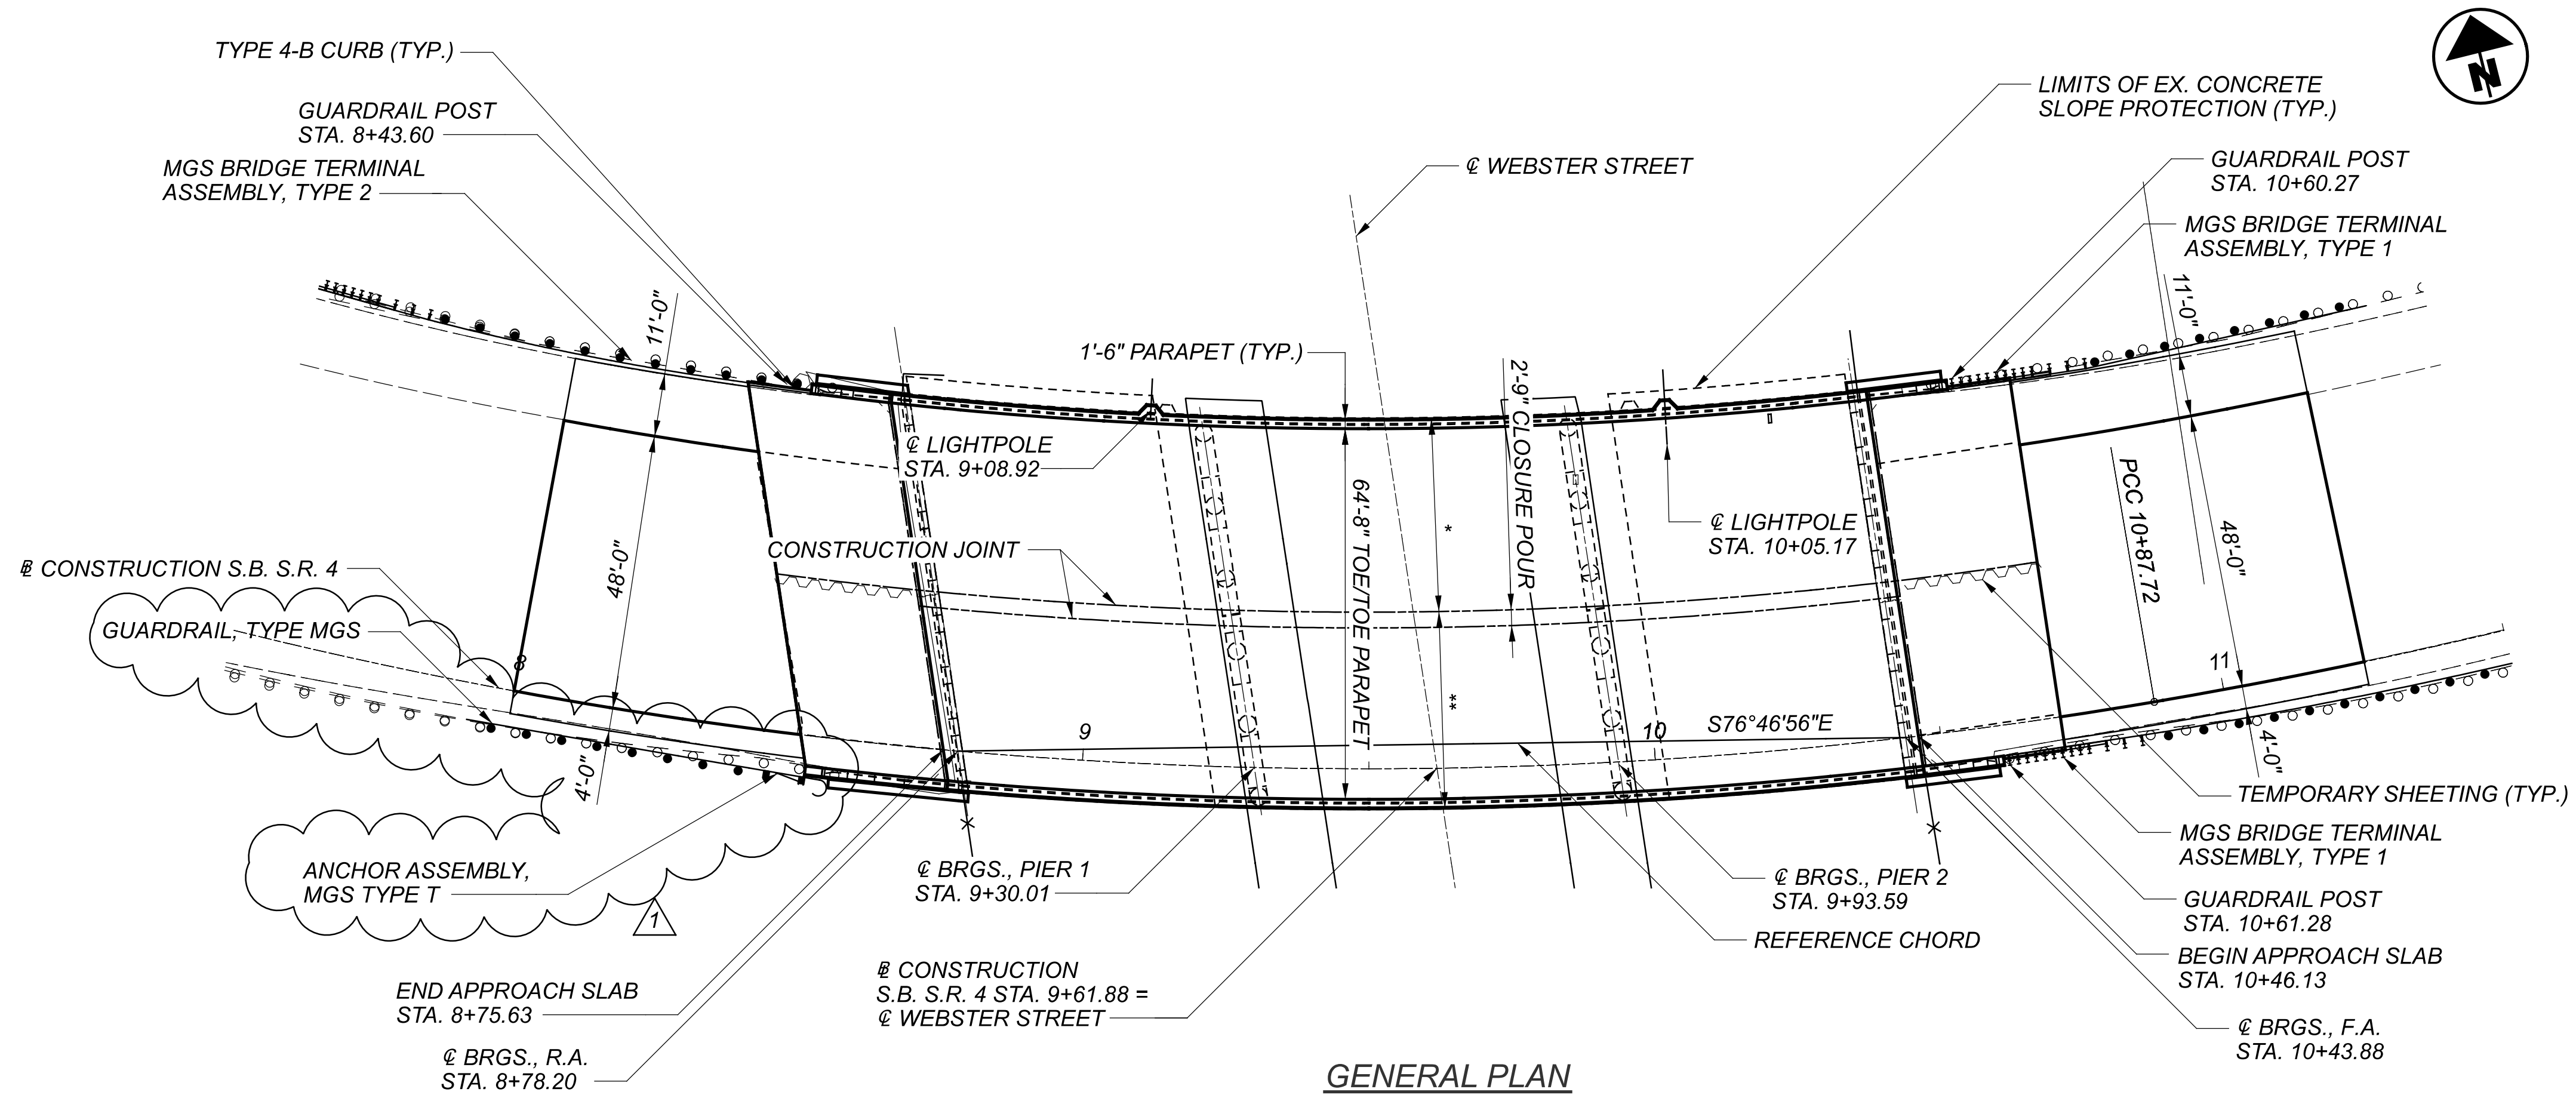 TYPE 4-B CURB (TYP.)
GUARDRAIL POST
STA. 8+43.60
MGS BRIDGE TERMINAL
ASSEMBLY, TYPE 2
℄ WEBSTER STREET
LIMITS OF EX. CONCRETE
SLOPE PROTECTION (TYP.)
N
GUARDRAIL POST
STA. 10+60.27
MGS BRIDGE TERMINAL
ASSEMBLY, TYPE 1
11'-0"
11'-0"
1'-6" PARAPET (TYP.)
2'-9" CLOSURE POUR
℄ LIGHTPOLE
STA. 9+08.92
64'-8" TOE/TOE PARAPET
*
**
℄ LIGHTPOLE
STA. 10+05.17
PCC 10+87.72
48'-0"
48'-0"
CONSTRUCTION JOINT
℄ CONSTRUCTION S.B. S.R. 4
GUARDRAIL, TYPE MGS
8
9
10
S76°46'56"E
11
4'-0"
4'-0"
TEMPORARY SHEETING (TYP.)
MGS BRIDGE TERMINAL
ASSEMBLY, TYPE 1
ANCHOR ASSEMBLY,
MGS TYPE T
1
℄ BRGS., PIER 1
STA. 9+30.01
℄ BRGS., PIER 2
STA. 9+93.59
GUARDRAIL POST
STA. 10+61.28
REFERENCE CHORD
BEGIN APPROACH SLAB
STA. 10+46.13
END APPROACH SLAB
STA. 8+75.63
℄ CONSTRUCTION
S.B. S.R. 4 STA. 9+61.88 =
℄ WEBSTER STREET
℄ BRGS., F.A.
STA. 10+43.88
℄ BRGS., R.A.
STA. 8+78.20
GENERAL PLAN